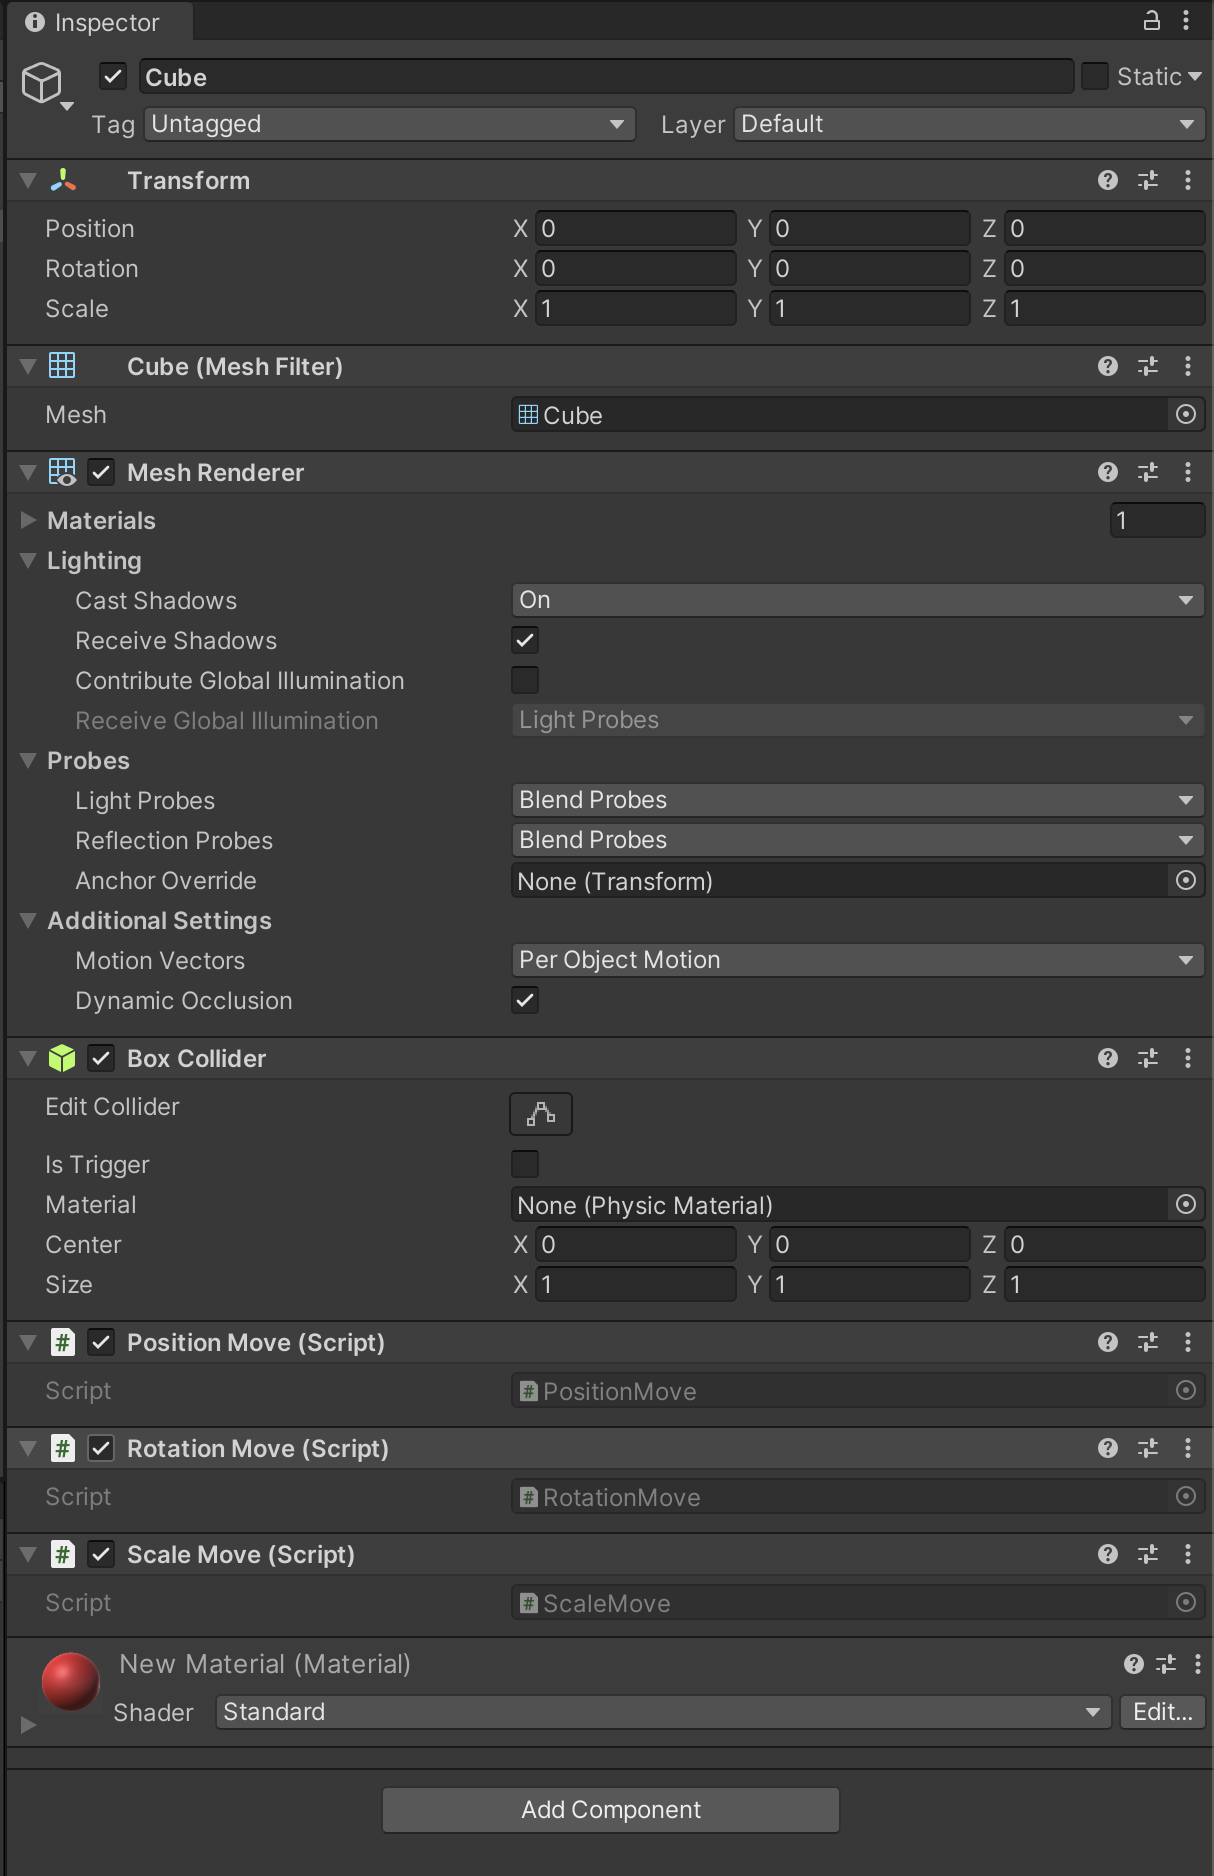 Inspector
Cube
Static
Tag Untagged Layer Default
Transform
Position X 0 Y 0 Z 0
Rotation X 0 Y 0 Z 0
Scale X 1 Y 1 Z 1
Cube (Mesh Filter)
Mesh Cube
Mesh Renderer
Materials 1
Lighting
Cast Shadows On
Receive Shadows
Contribute Global Illumination
Receive Global Illumination Light Probes
Probes
Light Probes Blend Probes
Reflection Probes Blend Probes
Anchor Override None (Transform)
Additional Settings
Motion Vectors Per Object Motion
Dynamic Occlusion
Box Collider
Edit Collider
Is Trigger
Material None (Physic Material)
Center X 0 Y 0 Z 0
Size X 1 Y 1 Z 1
# Position Move (Script)
Script # PositionMove
# Rotation Move (Script)
Script # RotationMove
# Scale Move (Script)
Script # ScaleMove
New Material (Material)
Shader Standard Edit...
Add Component